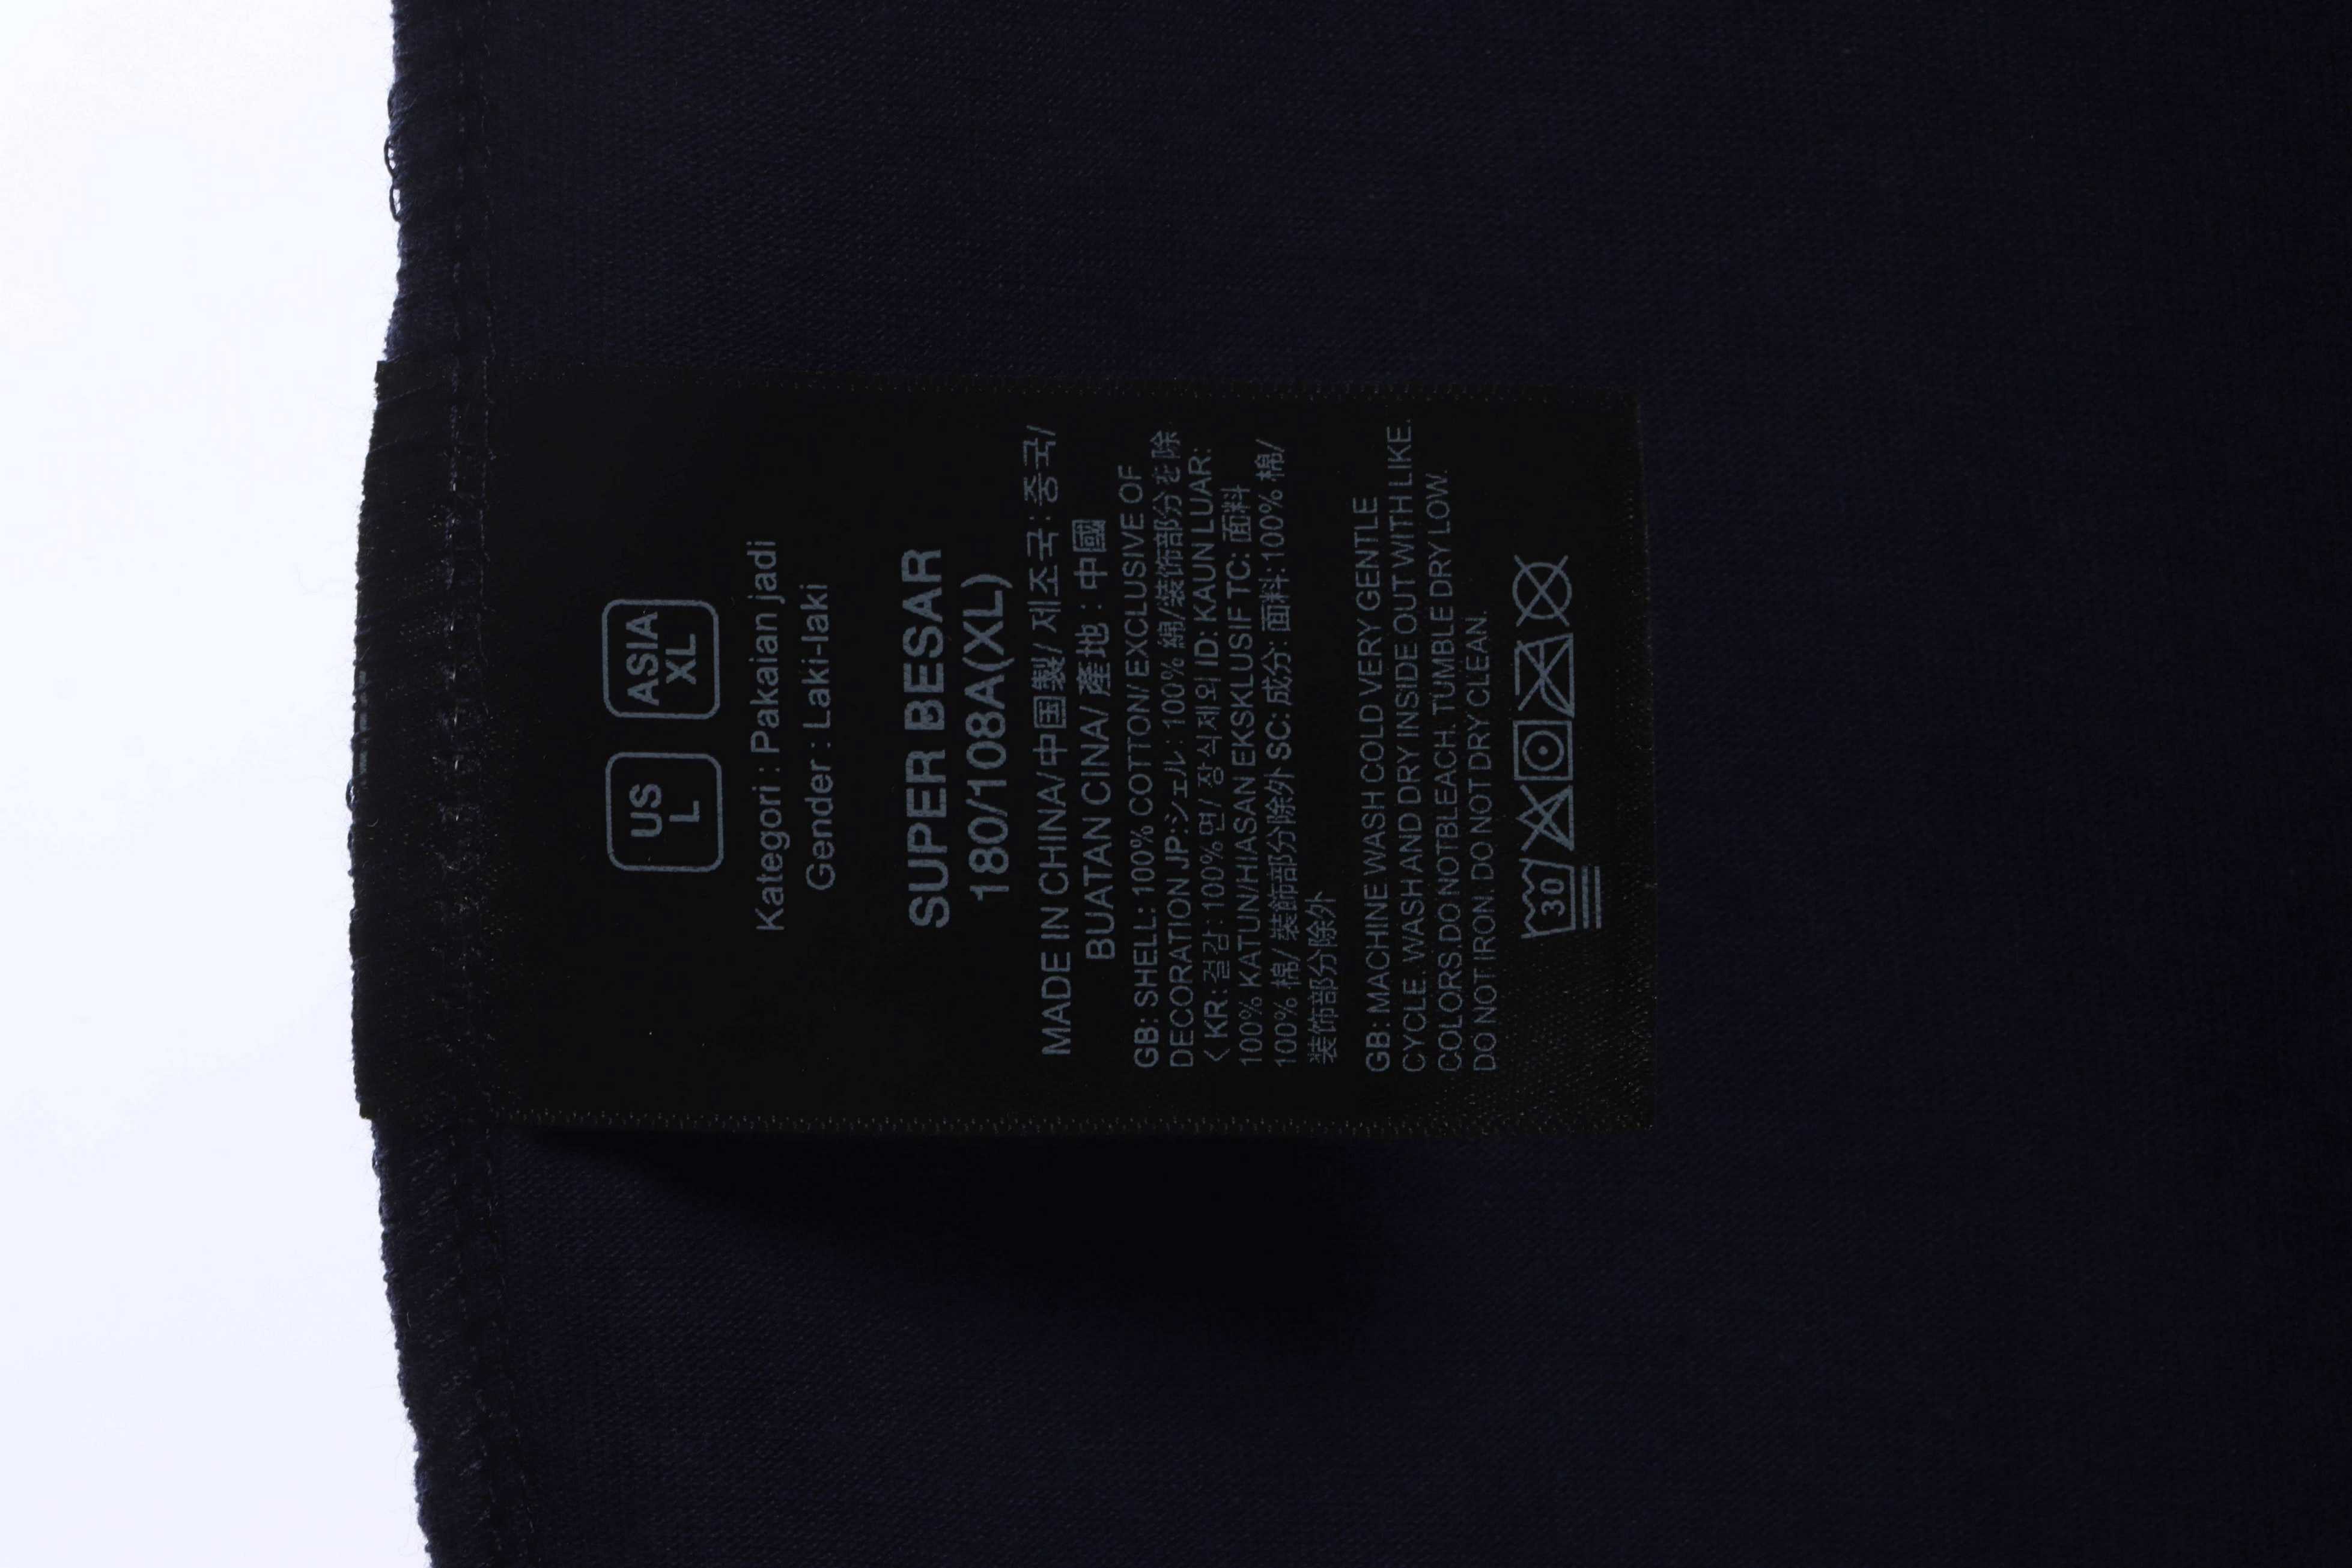 US
L
ASIA
XL
Kategori : Pakaian jadi
Gender : Laki-laki
SUPER BESAR
180/108A(XL)
MADE IN CHINA/中国製/ 제조국 : 중국/
BUATAN CINA/ 產地 : 中國
GB: SHELL: 100% COTTON/ EXCLUSIVE OF
DECORATION JP:シェル: 100% 綿/装飾部分を除
く KR: 겉감: 100% 면/ 장식제외 ID: KAUN LUAR:
100% KATUN/HIASAN EKSKLUSIF TC: 面料
100% 棉/ 裝飾部分除外 SC: 成分: 面料:100% 棉/
装饰部分除外
GB: MACHINE WASH COLD VERY GENTLE
CYCLE. WASH AND DRY INSIDE OUT WITH LIKE.
COLORS.DO NOTBLEACH. TUMBLE DRY LOW.
DO NOT IRON. DO NOT DRY CLEAN.
30